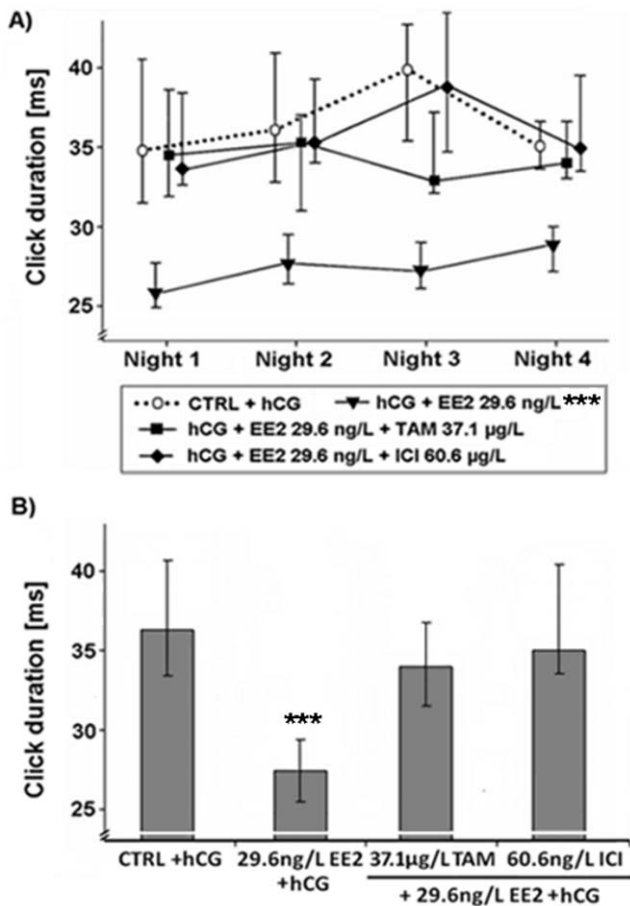 A)
Click duration [ms]
40
35
30
25
Night 1 Night 2 Night 3 Night 4
CTRL + hCG hCG + EE2 29.6 ng/L ***
hCG + EE2 29.6 ng/L + TAM 37.1 µg/L
hCG + EE2 29.6 ng/L + ICI 60.6 µg/L
B)
Click duration [ms]
40
35
30
25
***
CTRL +hCG 29.6ng/L EE2 37.1µg/L TAM 60.6ng/L ICI
+hCG
+ 29.6ng/L EE2 +hCG